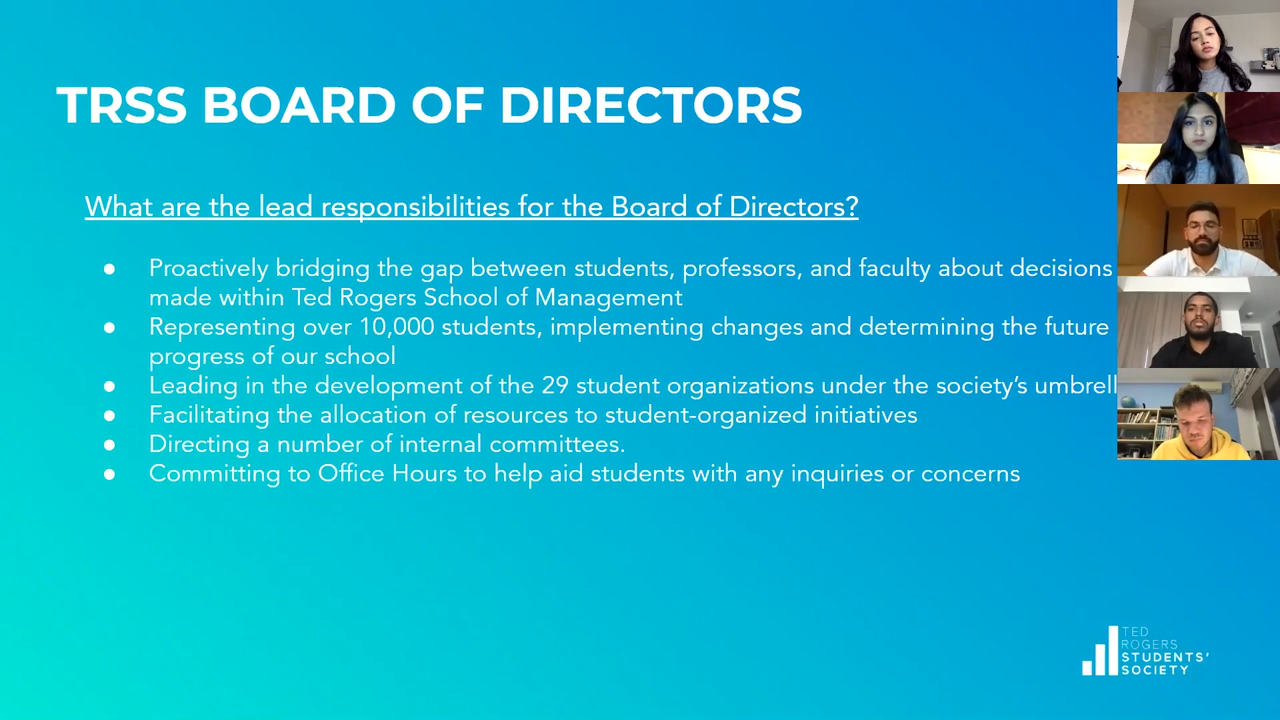 TRSS BOARD OF DIRECTORS
What are the lead responsibilities for the Board of Directors?
● Proactively bridging the gap between students, professors, and faculty about decisions
made within Ted Rogers School of Management
● Representing over 10,000 students, implementing changes and determining the future
progress of our school
● Leading in the development of the 29 student organizations under the society’s umbrell
● Facilitating the allocation of resources to student-organized initiatives
● Directing a number of internal committees.
● Committing to Office Hours to help aid students with any inquiries or concerns
TED
ROGERS
STUDENTS’
SOCIETY